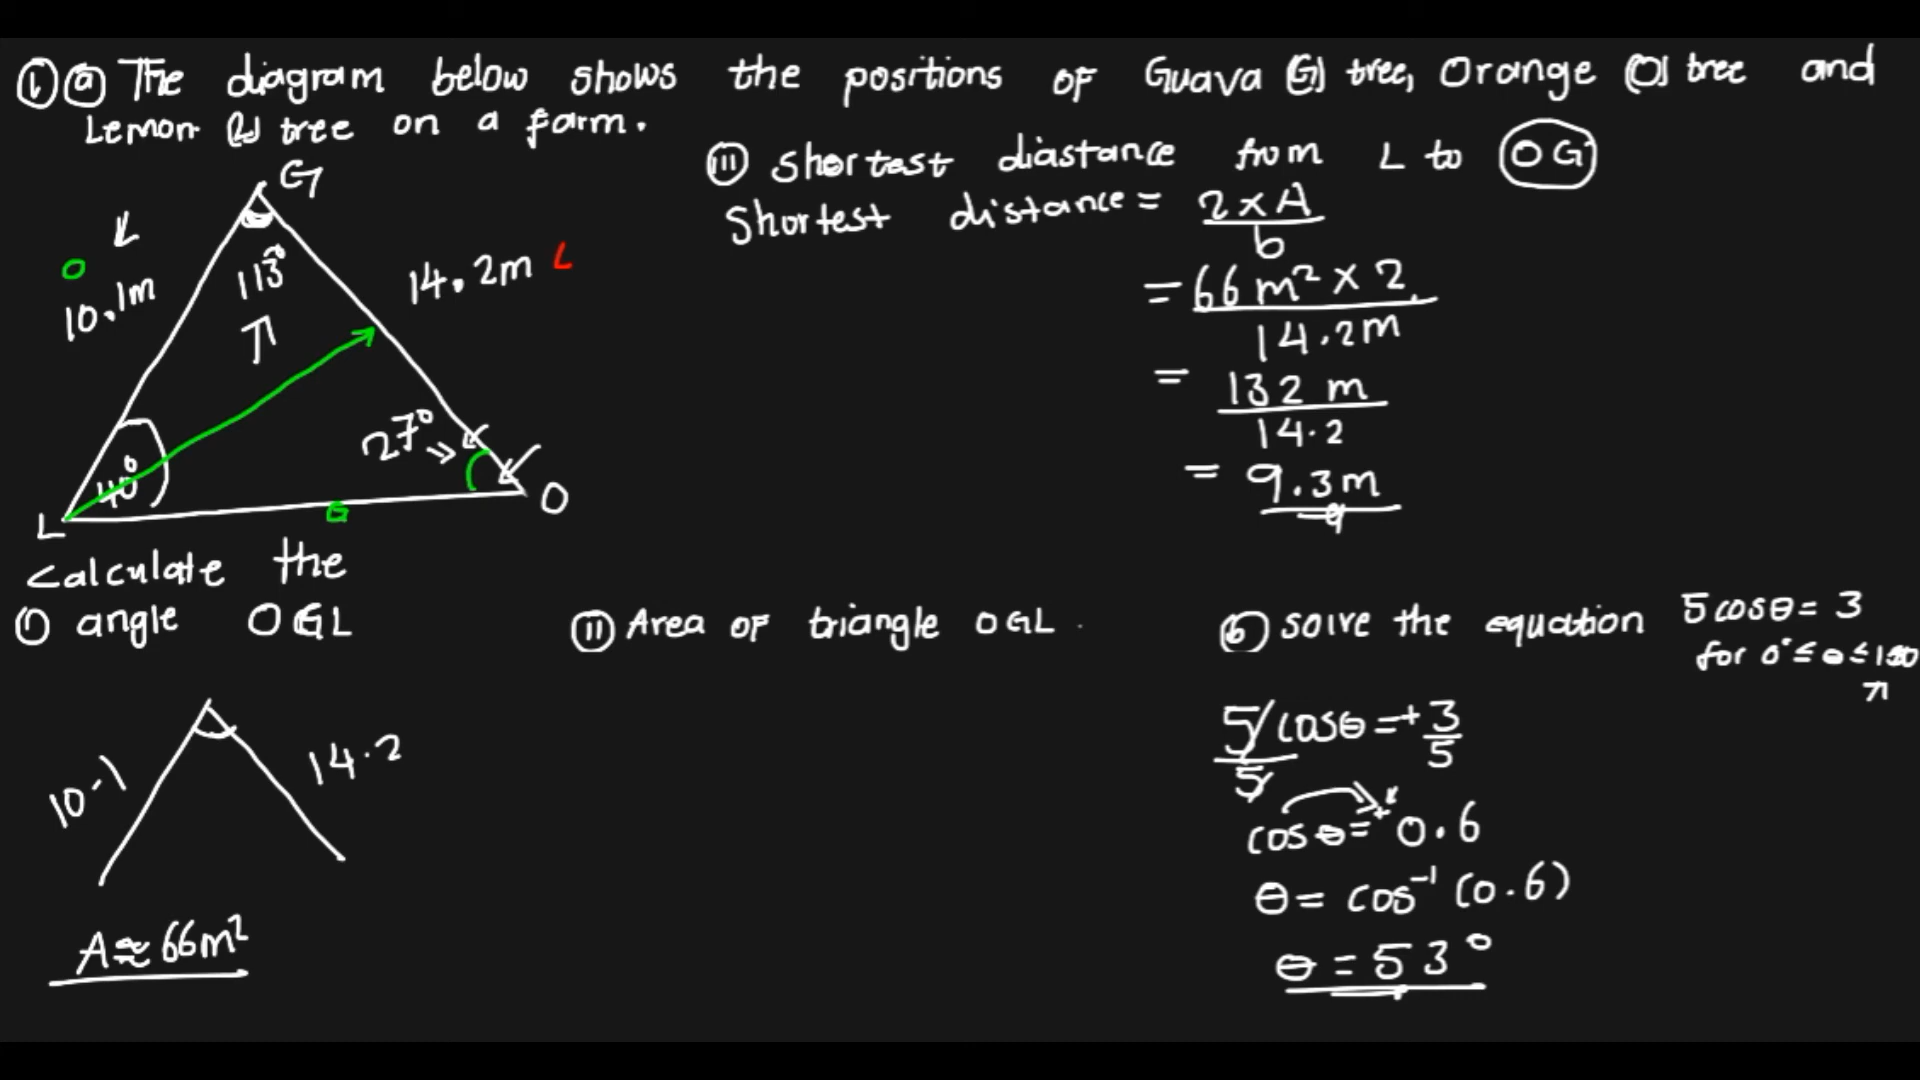 ① ⓐ The diagram below shows the positions of Guava (G) tree, Orange (O) tree and
Lemon (L) tree on a farm.
G
O
10.1m
113°
14.2m L
27°
40°
L
G
O
Calculate the
① angle OGL
10.1
14.2
A≈66m²
ⓘⓘ Area of triangle OGL.
ⓘⓘⓘ Shortest diastance from L to OG
Shortest distance = 2×A
b
= 66m² × 2
14.2m
= 132 m
14.2
= 9.3m
ⓑ solve the equation 5cosθ = 3
for 0° ≤ θ ≤ 180
5cosθ = +3
5 5
cosθ = +0.6
θ = cos⁻¹(0.6)
θ = 53°